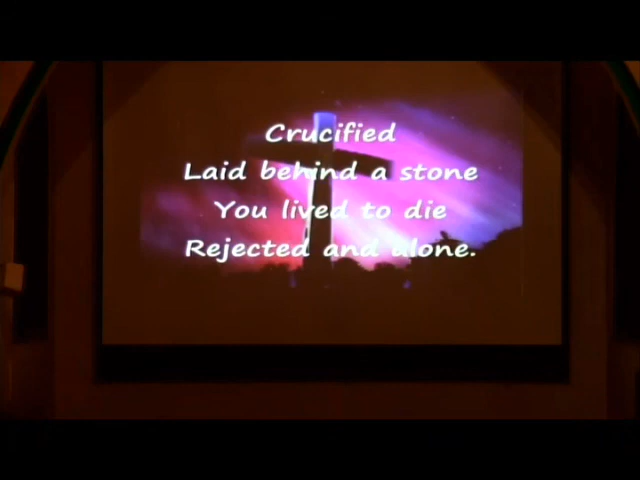 Crucified
Laid behind a stone
You lived to die
Rejected and alone.